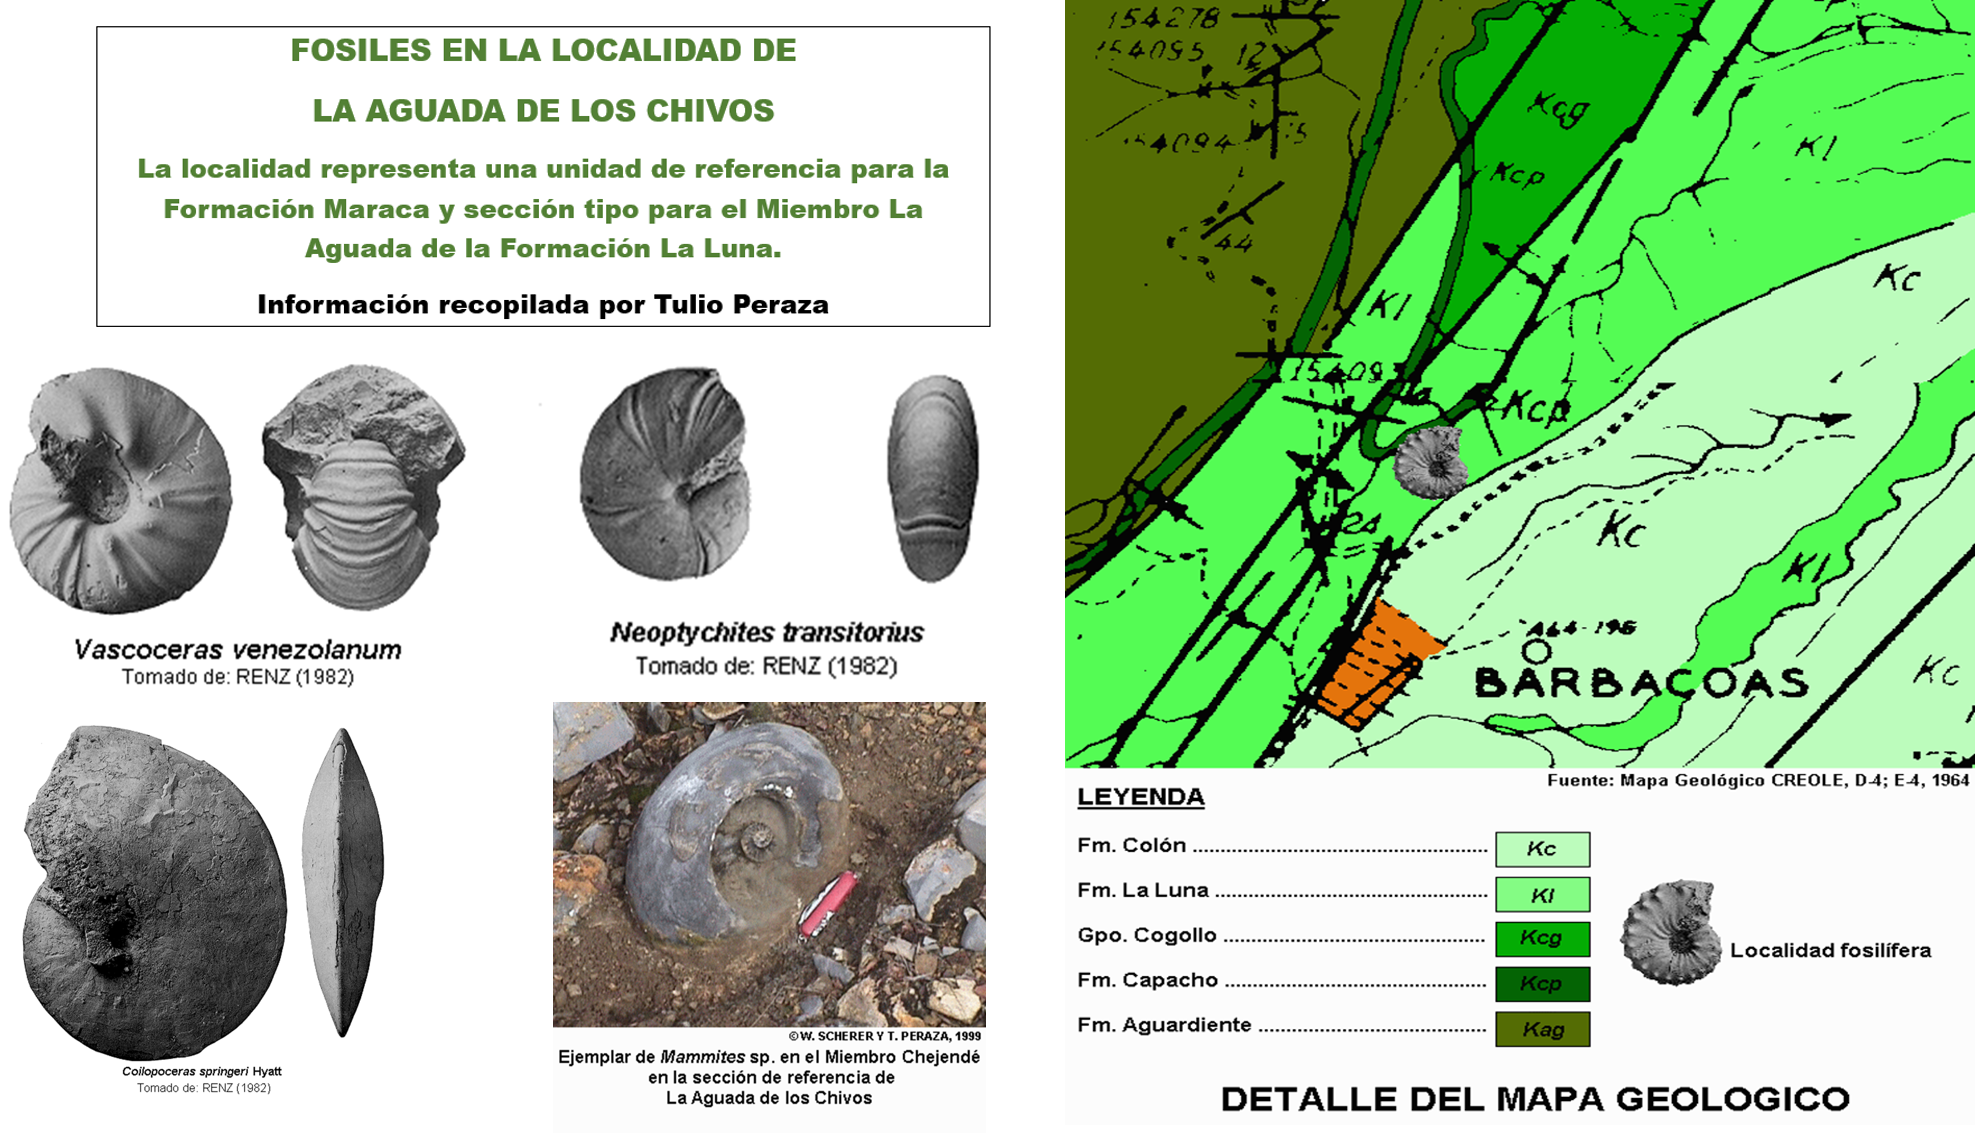 FOSILES EN LA LOCALIDAD DE
LA AGUADA DE LOS CHIVOS
La localidad representa una unidad de referencia para la
Formación Maraca y sección tipo para el Miembro La
Aguada de la Formación La Luna.
Información recopilada por Tulio Peraza
Vascoceras venezolanum
Tomado de: RENZ (1982)
Neoptychites transitorius
Tomado de: RENZ (1982)
Coilopoceras springeri Hyatt
Tomado de: RENZ (1982)
©W. SCHERER Y T. PERAZA, 1999
Ejemplar de Mammites sp. en el Miembro Chejendé
en la sección de referencia de
La Aguada de los Chivos
154278
154095
12
Kcg
154094
Kl
Kcp
44
Kc
Kl
Kcp
Kc
Kl
A64-196
BARBACOAS
Kc
Fuente: Mapa Geológico CREOLE, D-4; E-4, 1964
LEYENDA
Fm. Colón ................................................ Kc
Fm. La Luna ............................................ Kl
Gpo. Cogollo .......................................... Kcg
Fm. Capacho .......................................... Kcp
Fm. Aguardiente ..................................... Kag
Localidad fosilífera
DETALLE DEL MAPA GEOLOGICO